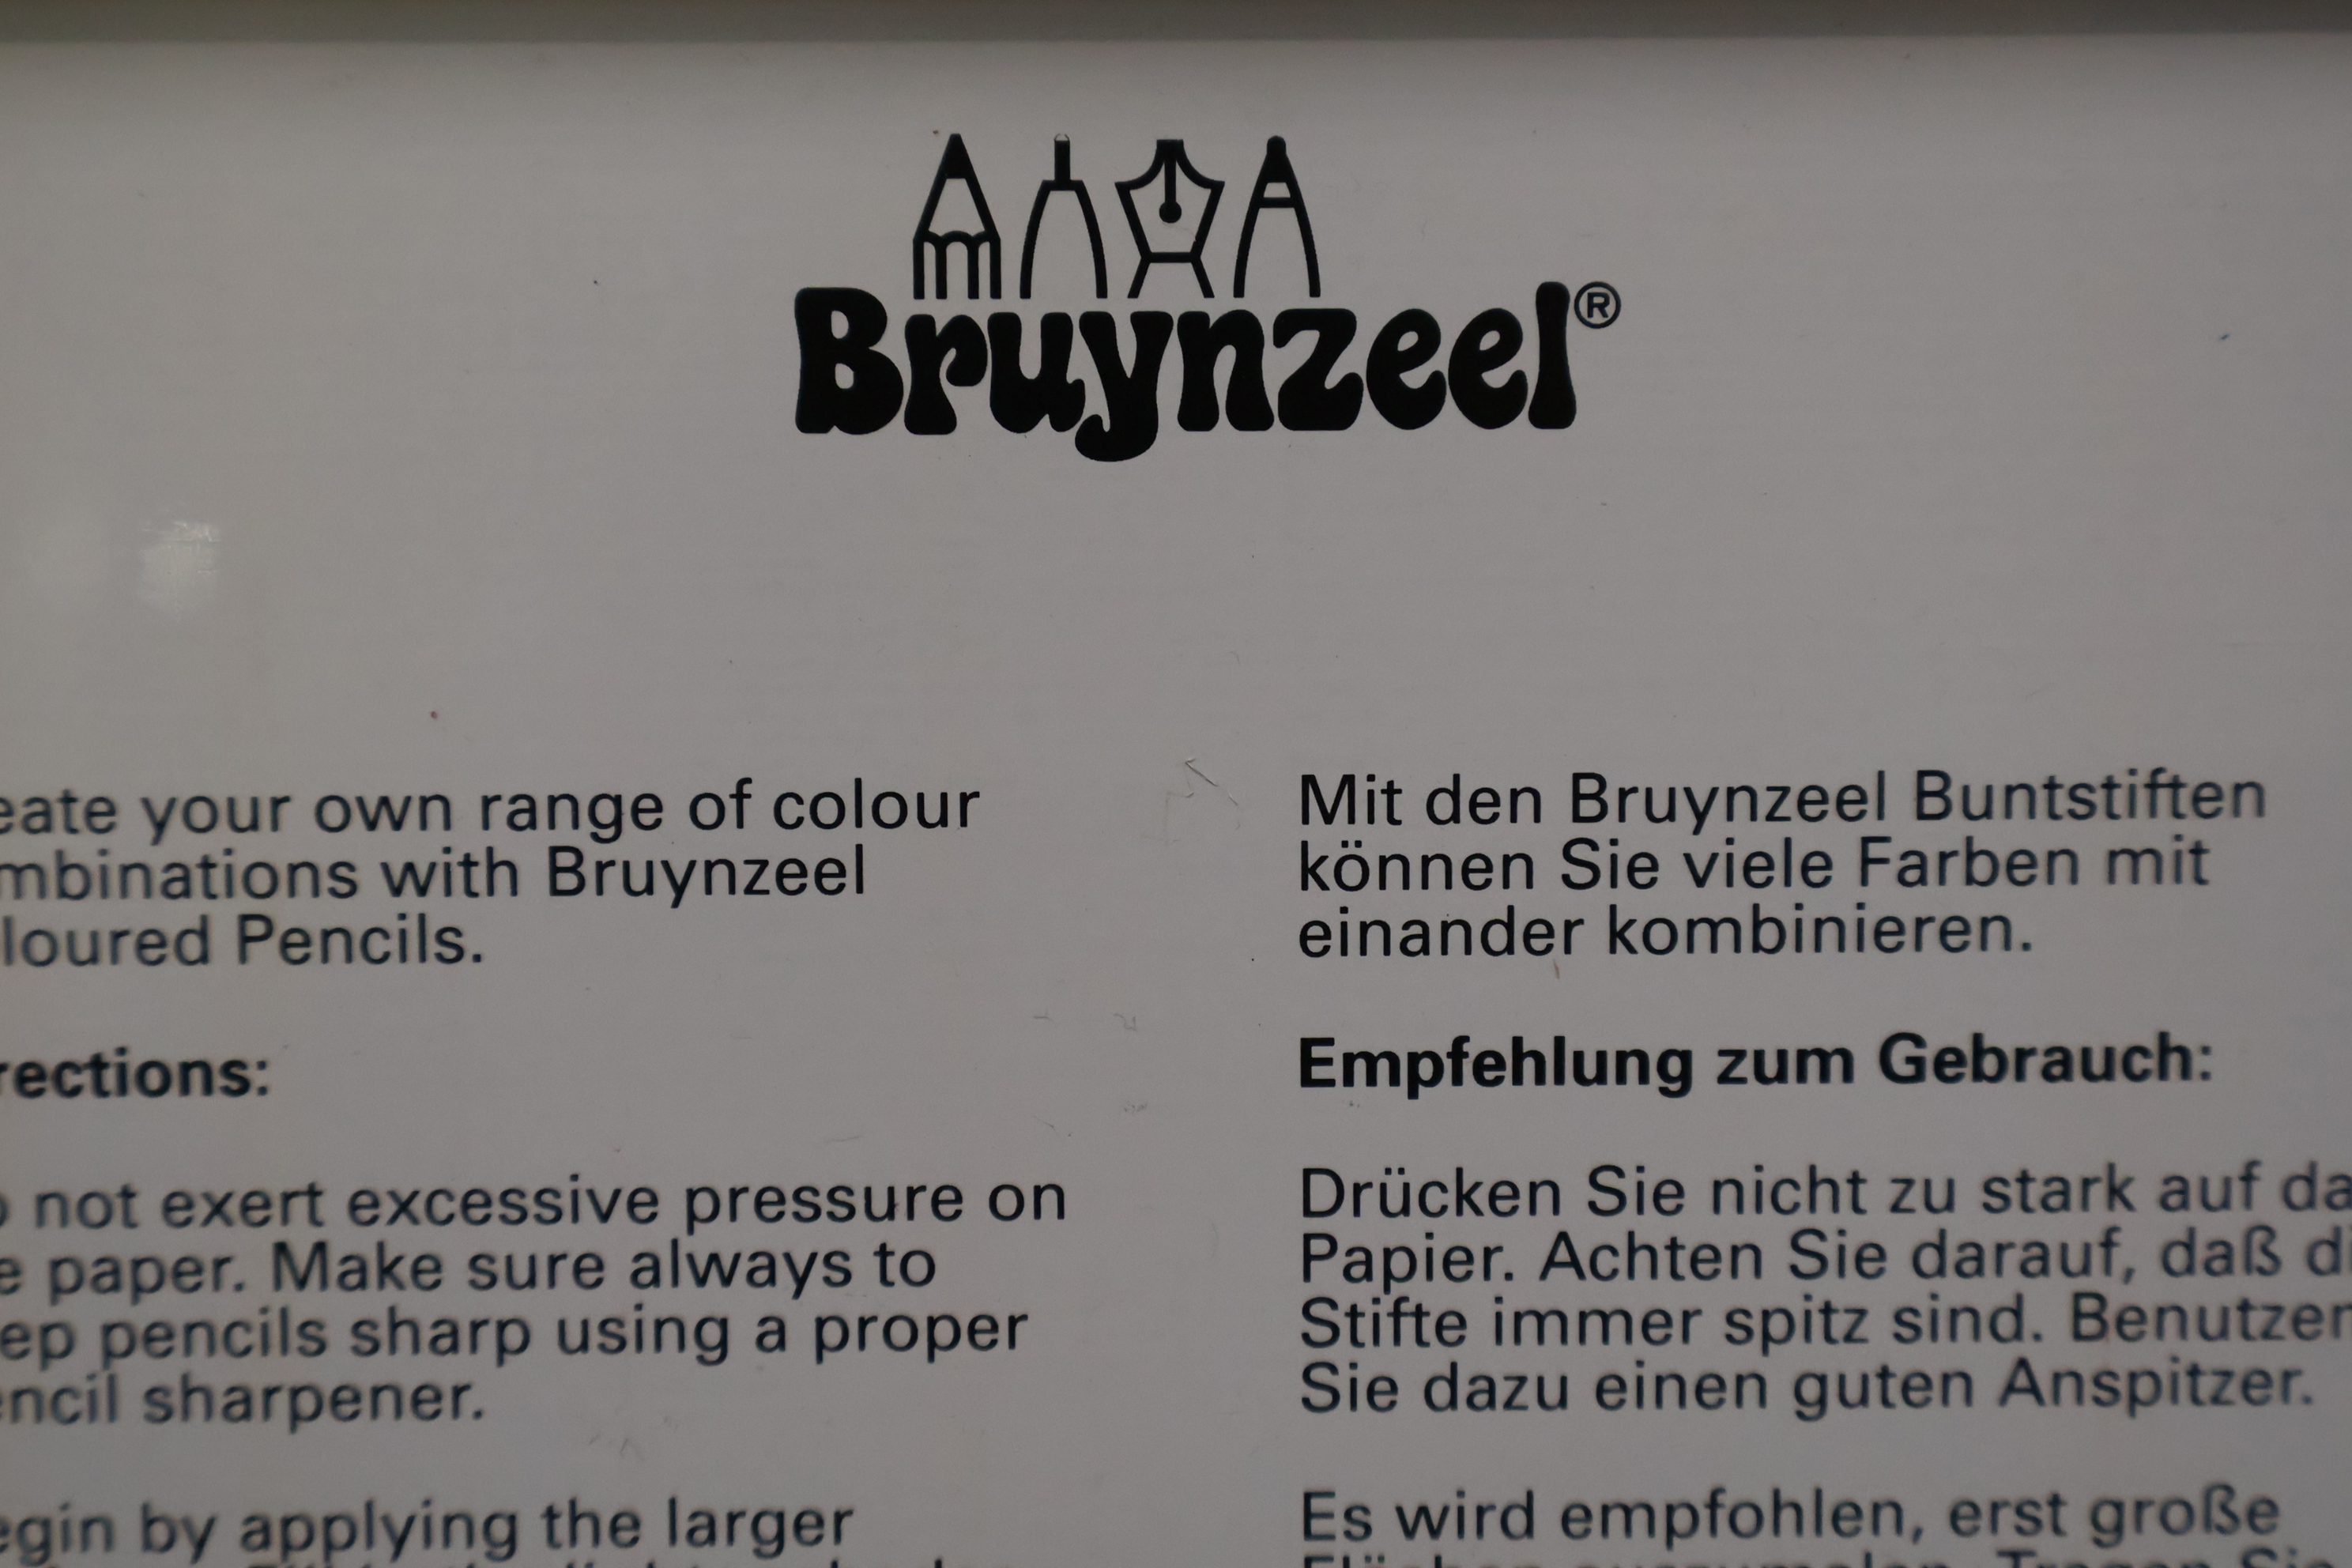 Bruynzeel®
eate your own range of colour
mbinations with Bruynzeel
loured Pencils.
rections:
not exert excessive pressure on
e paper. Make sure always to
ep pencils sharp using a proper
encil sharpener.
egin by applying the larger
Mit den Bruynzeel Buntstiften
können Sie viele Farben mit
einander kombinieren.
Empfehlung zum Gebrauch:
Drücken Sie nicht zu stark auf da
Papier. Achten Sie darauf, daß di
Stifte immer spitz sind. Benutzen
Sie dazu einen guten Anspitzer.
Es wird empfohlen, erst große